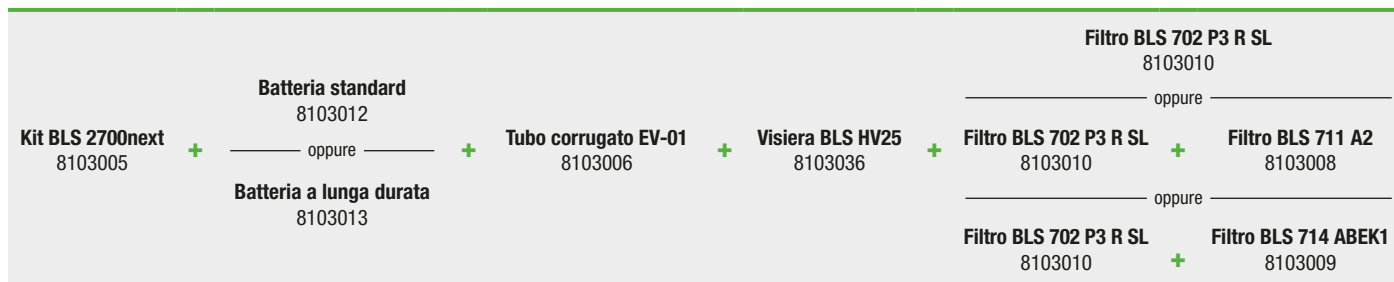 Kit BLS 2700next
8103005
+
Batteria standard
8103012
oppure
Batteria a lunga durata
8103013
+
Tubo corrugato EV-01
8103006
+
Visiera BLS HV25
8103036
+
Filtro BLS 702 P3 R SL
8103010
oppure
Filtro BLS 702 P3 R SL + Filtro BLS 711 A2
8103010 8103008
oppure
Filtro BLS 702 P3 R SL + Filtro BLS 714 ABEK1
8103010 8103009